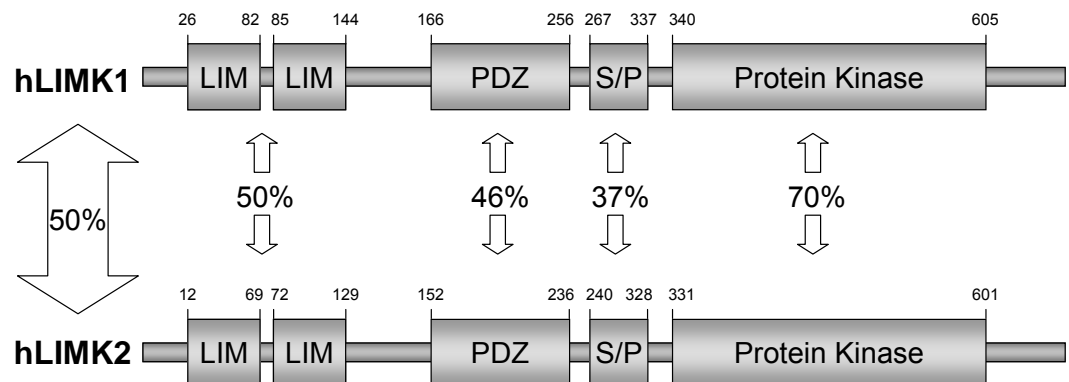 26 82 85 144 166 256 267 337 340 605
hLIMK1 LIM LIM PDZ S/P Protein Kinase
50% 50% 46% 37% 70%
12 69 72 129 152 236 240 328 331 601
hLIMK2 LIM LIM PDZ S/P Protein Kinase